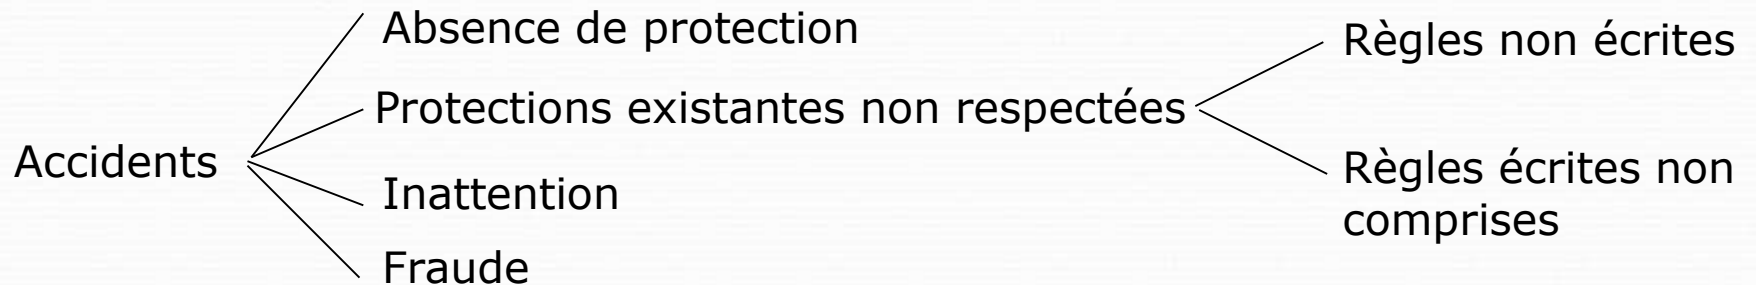 Absence de protection
Règles non écrites
Protections existantes non respectées
Accidents
Règles écrites non
comprises
Inattention
Fraude